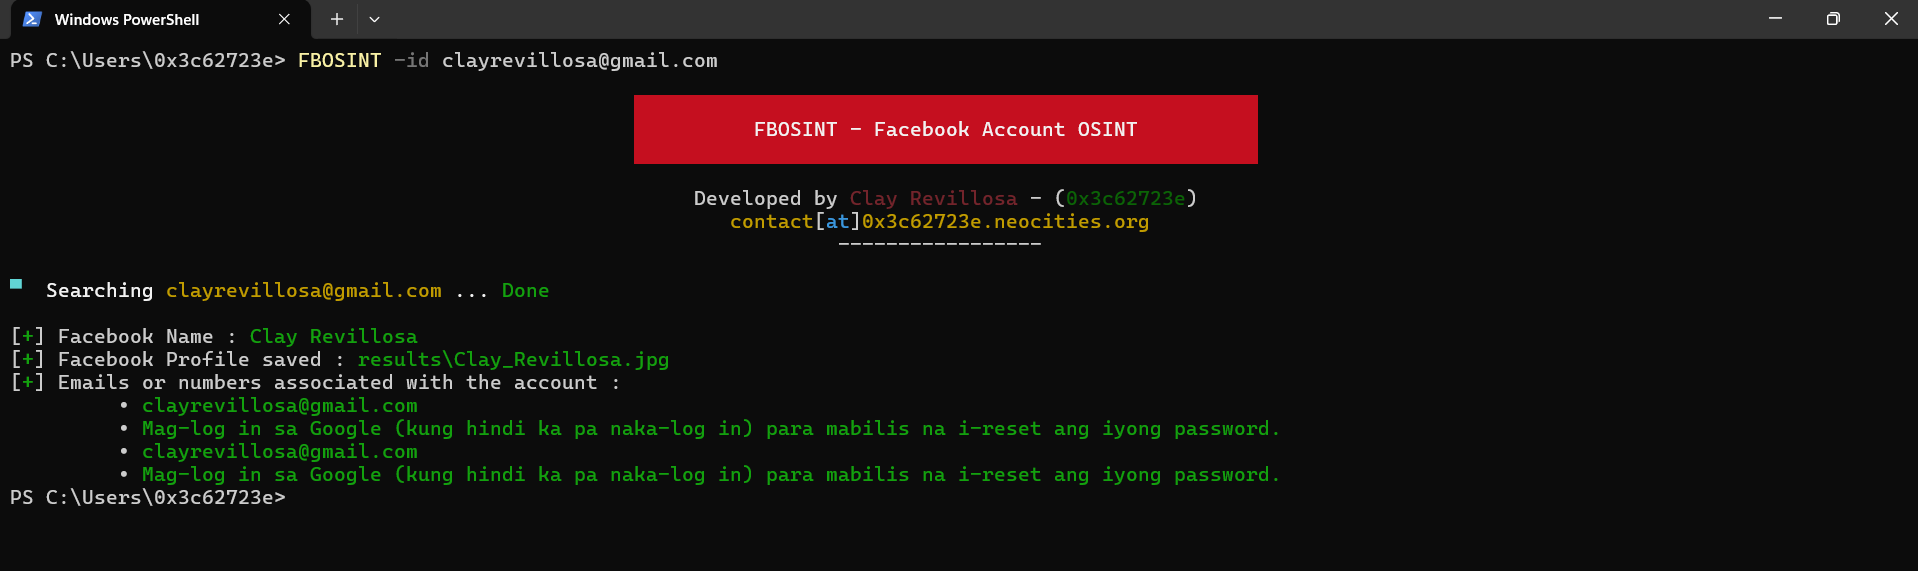 Windows PowerShell
PS C:\Users\0x3c62723e> FBOSINT -id clayrevillosa@gmail.com
FBOSINT - Facebook Account OSINT
Developed by Clay Revillosa - (0x3c62723e)
contact[at]0x3c62723e.neocities.org
-----------------
Searching clayrevillosa@gmail.com ... Done
[+] Facebook Name : Clay Revillosa
[+] Facebook Profile saved : results\Clay_Revillosa.jpg
[+] Emails or numbers associated with the account :
• clayrevillosa@gmail.com
• Mag-log in sa Google (kung hindi ka pa naka-log in) para mabilis na i-reset ang iyong password.
• clayrevillosa@gmail.com
• Mag-log in sa Google (kung hindi ka pa naka-log in) para mabilis na i-reset ang iyong password.
PS C:\Users\0x3c62723e>